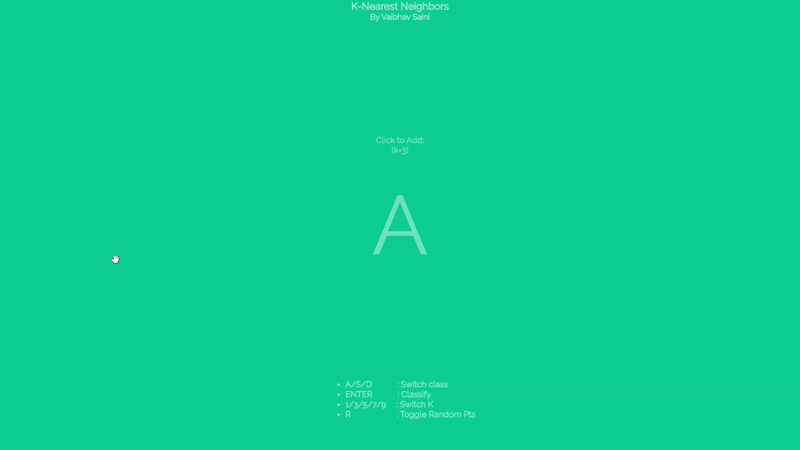 K-Nearest Neighbors
By Vaibhav Saini
Click to Add:
(k=3)
A
• A/S/D : Switch class
• ENTER : Classify
• 1/3/5/7/9 : Switch K
• R : Toggle Random Pts